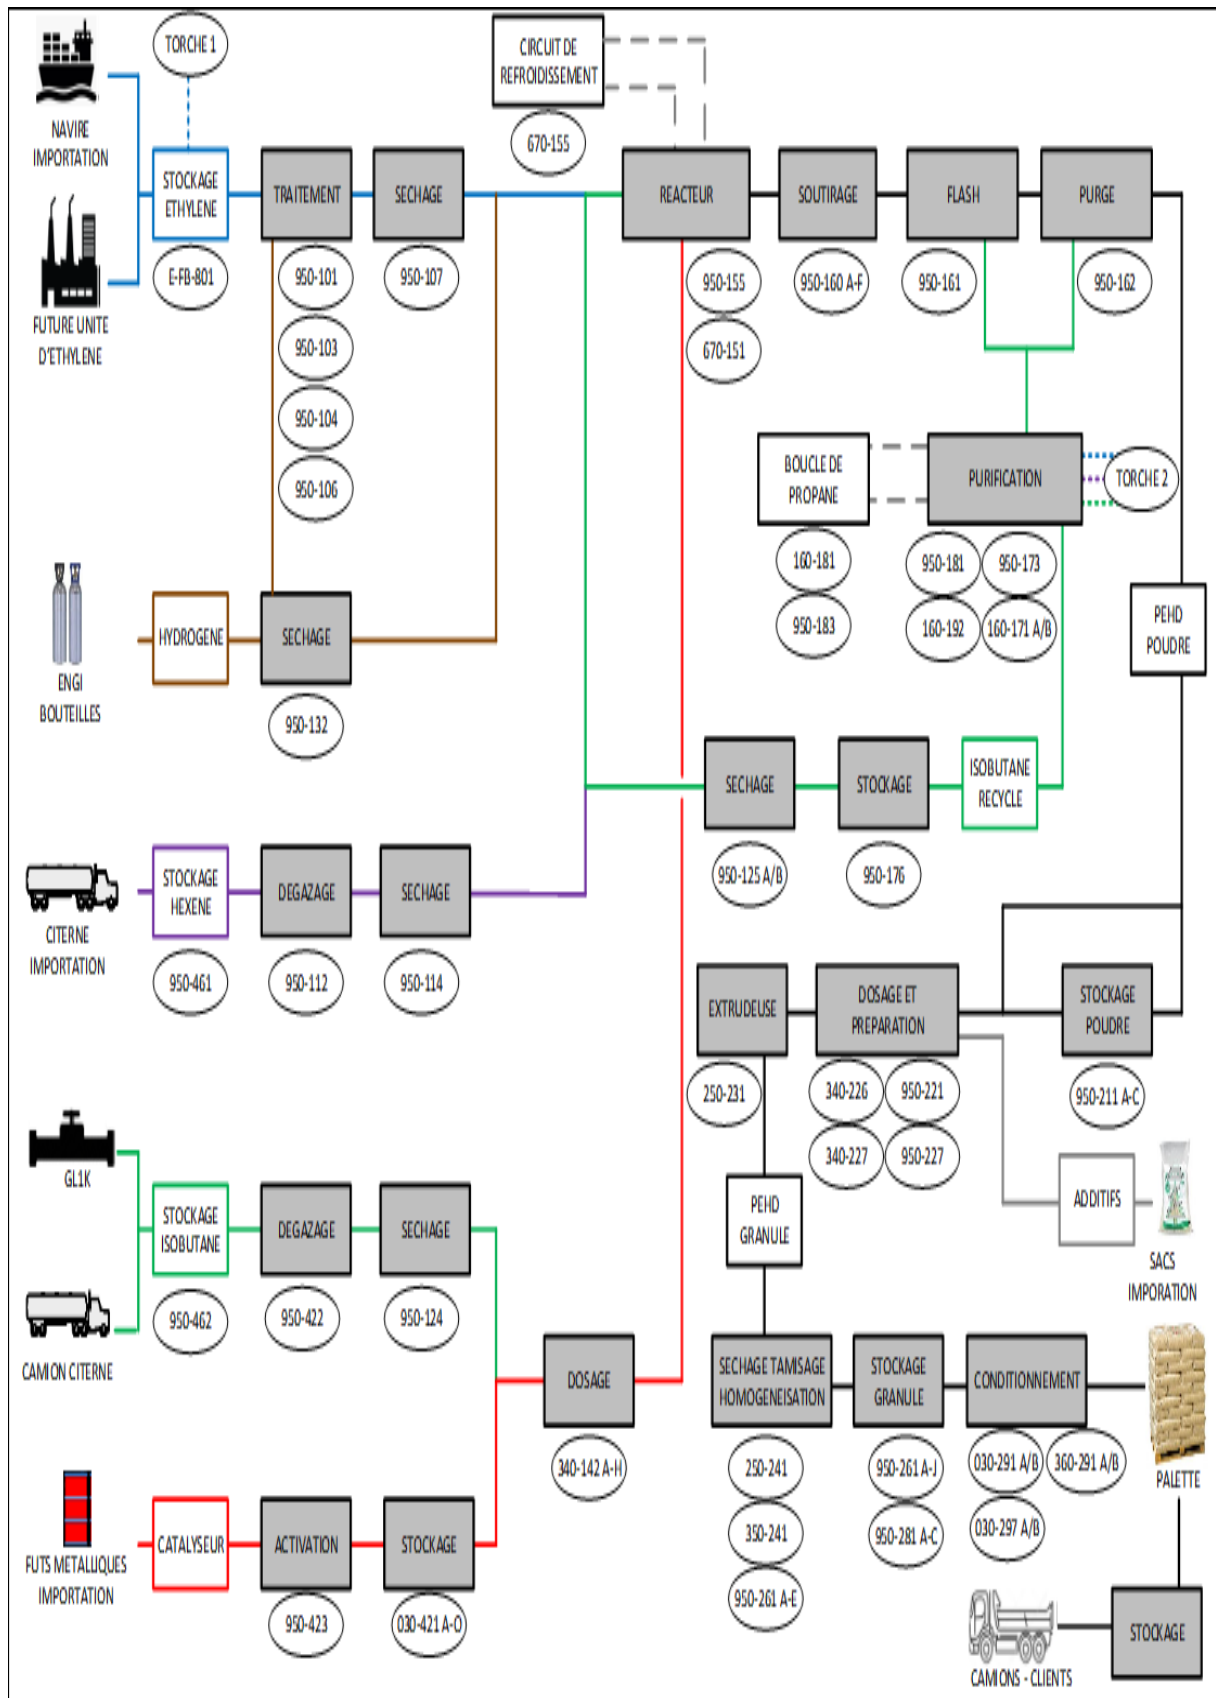 NAVIRE
IMPORTATION
TORCHE 1
CIRCUIT DE
REFROIDISSEMENT
670-155
STOCKAGE
ETHYLENE
TRAITEMENT
SECHAGE
REACTEUR
SOUTIRAGE
FLASH
PURGE
E-FB-801
950-101
950-107
950-155
950-160 A-F
950-161
950-162
FUTURE UNITE
D'ETHYLENE
950-103
670-151
950-104
950-106
BOUCLE DE
PROPANE
PURIFICATION
TORCHE 2
160-181
950-181
950-173
950-183
160-192
160-171 A/B
PEHD
POUDRE
HYDROGENE
SECHAGE
ENGI
BOUTEILLES
950-132
SECHAGE
STOCKAGE
ISOBUTANE
RECYCLE
950-125 A/B
950-176
STOCKAGE
HEXENE
DEGAZAGE
SECHAGE
CITERNE
IMPORTATION
950-461
950-112
950-114
EXTRUDEUSE
DOSAGE ET
PREPARATION
STOCKAGE
POUDRE
250-231
340-226
950-221
950-211 A-C
340-227
950-227
GL1K
PEHD
GRANULE
ADDITIFS
SACS
IMPORATION
STOCKAGE
ISOBUTANE
DEGAZAGE
SECHAGE
950-462
950-422
950-124
CAMION CITERNE
DOSAGE
SECHAGE TAMISAGE
HOMOGENEISATION
STOCKAGE
GRANULE
CONDITIONNEMENT
340-142 A-H
250-241
950-261 A-J
030-291 A/B
360-291 A/B
PALETTE
350-241
950-281 A-C
030-297 A/B
950-261 A-E
FUTS METALLIQUES
IMPORTATION
CATALYSEUR
ACTIVATION
STOCKAGE
950-423
030-421 A-O
CAMIONS - CLIENTS
STOCKAGE